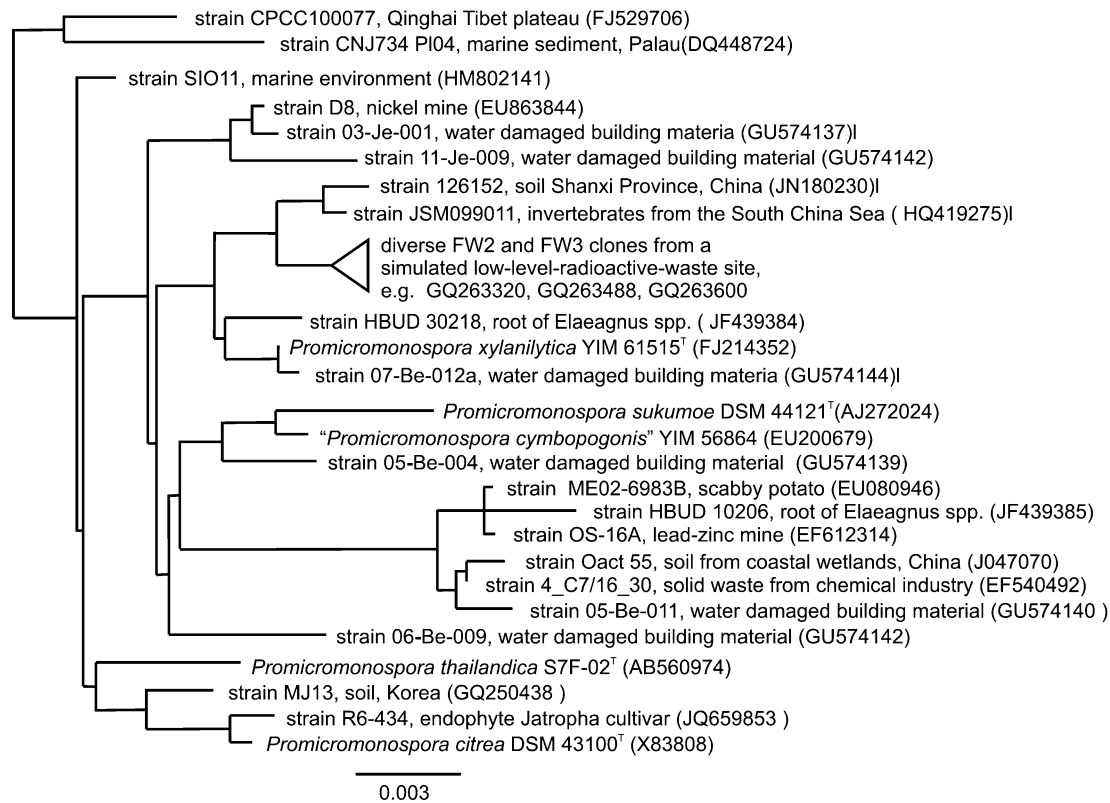 strain CPCC100077, Qinghai Tibet plateau (FJ529706)
strain CNJ734 PI04, marine sediment, Palau(DQ448724)
strain SIO11, marine environment (HM802141)
strain D8, nickel mine (EU863844)
strain 03-Je-001, water damaged building materia (GU574137)l
strain 11-Je-009, water damaged building material (GU574142)
strain 126152, soil Shanxi Province, China (JN180230)l
strain JSM099011, invertebrates from the South China Sea ( HQ419275)l
diverse FW2 and FW3 clones from a
simulated low-level-radioactive-waste site,
e.g. GQ263320, GQ263488, GQ263600
strain HBUD 30218, root of Elaeagnus spp. ( JF439384)
Promicromonospora xylanilytica YIM 61515T (FJ214352)
strain 07-Be-012a, water damaged building materia (GU574144)l
Promicromonospora sukumoe DSM 44121T(AJ272024)
“Promicromonospora cymbopogonis” YIM 56864 (EU200679)
strain 05-Be-004, water damaged building material (GU574139)
strain ME02-6983B, scabby potato (EU080946)
strain HBUD 10206, root of Elaeagnus spp. (JF439385)
strain OS-16A, lead-zinc mine (EF612314)
strain Oact 55, soil from coastal wetlands, China (J047070)
strain 4_C7/16_30, solid waste from chemical industry (EF540492)
strain 05-Be-011, water damaged building material (GU574140 )
strain 06-Be-009, water damaged building material (GU574142)
Promicromonospora thailandica S7F-02T (AB560974)
strain MJ13, soil, Korea (GQ250438 )
strain R6-434, endophyte Jatropha cultivar (JQ659853 )
Promicromonospora citrea DSM 43100T (X83808)
0.003